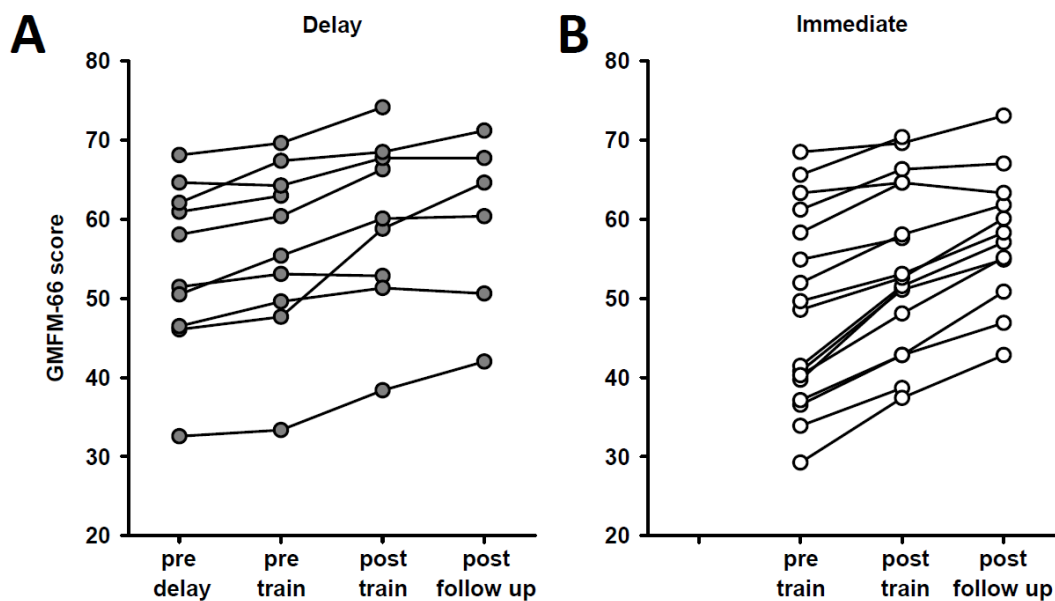 A
Delay
B
Immediate
GMFM-66 score
80
70
60
50
40
30
20
pre delay
pre train
post train
post follow up
80
70
60
50
40
30
20
pre train
post train
post follow up